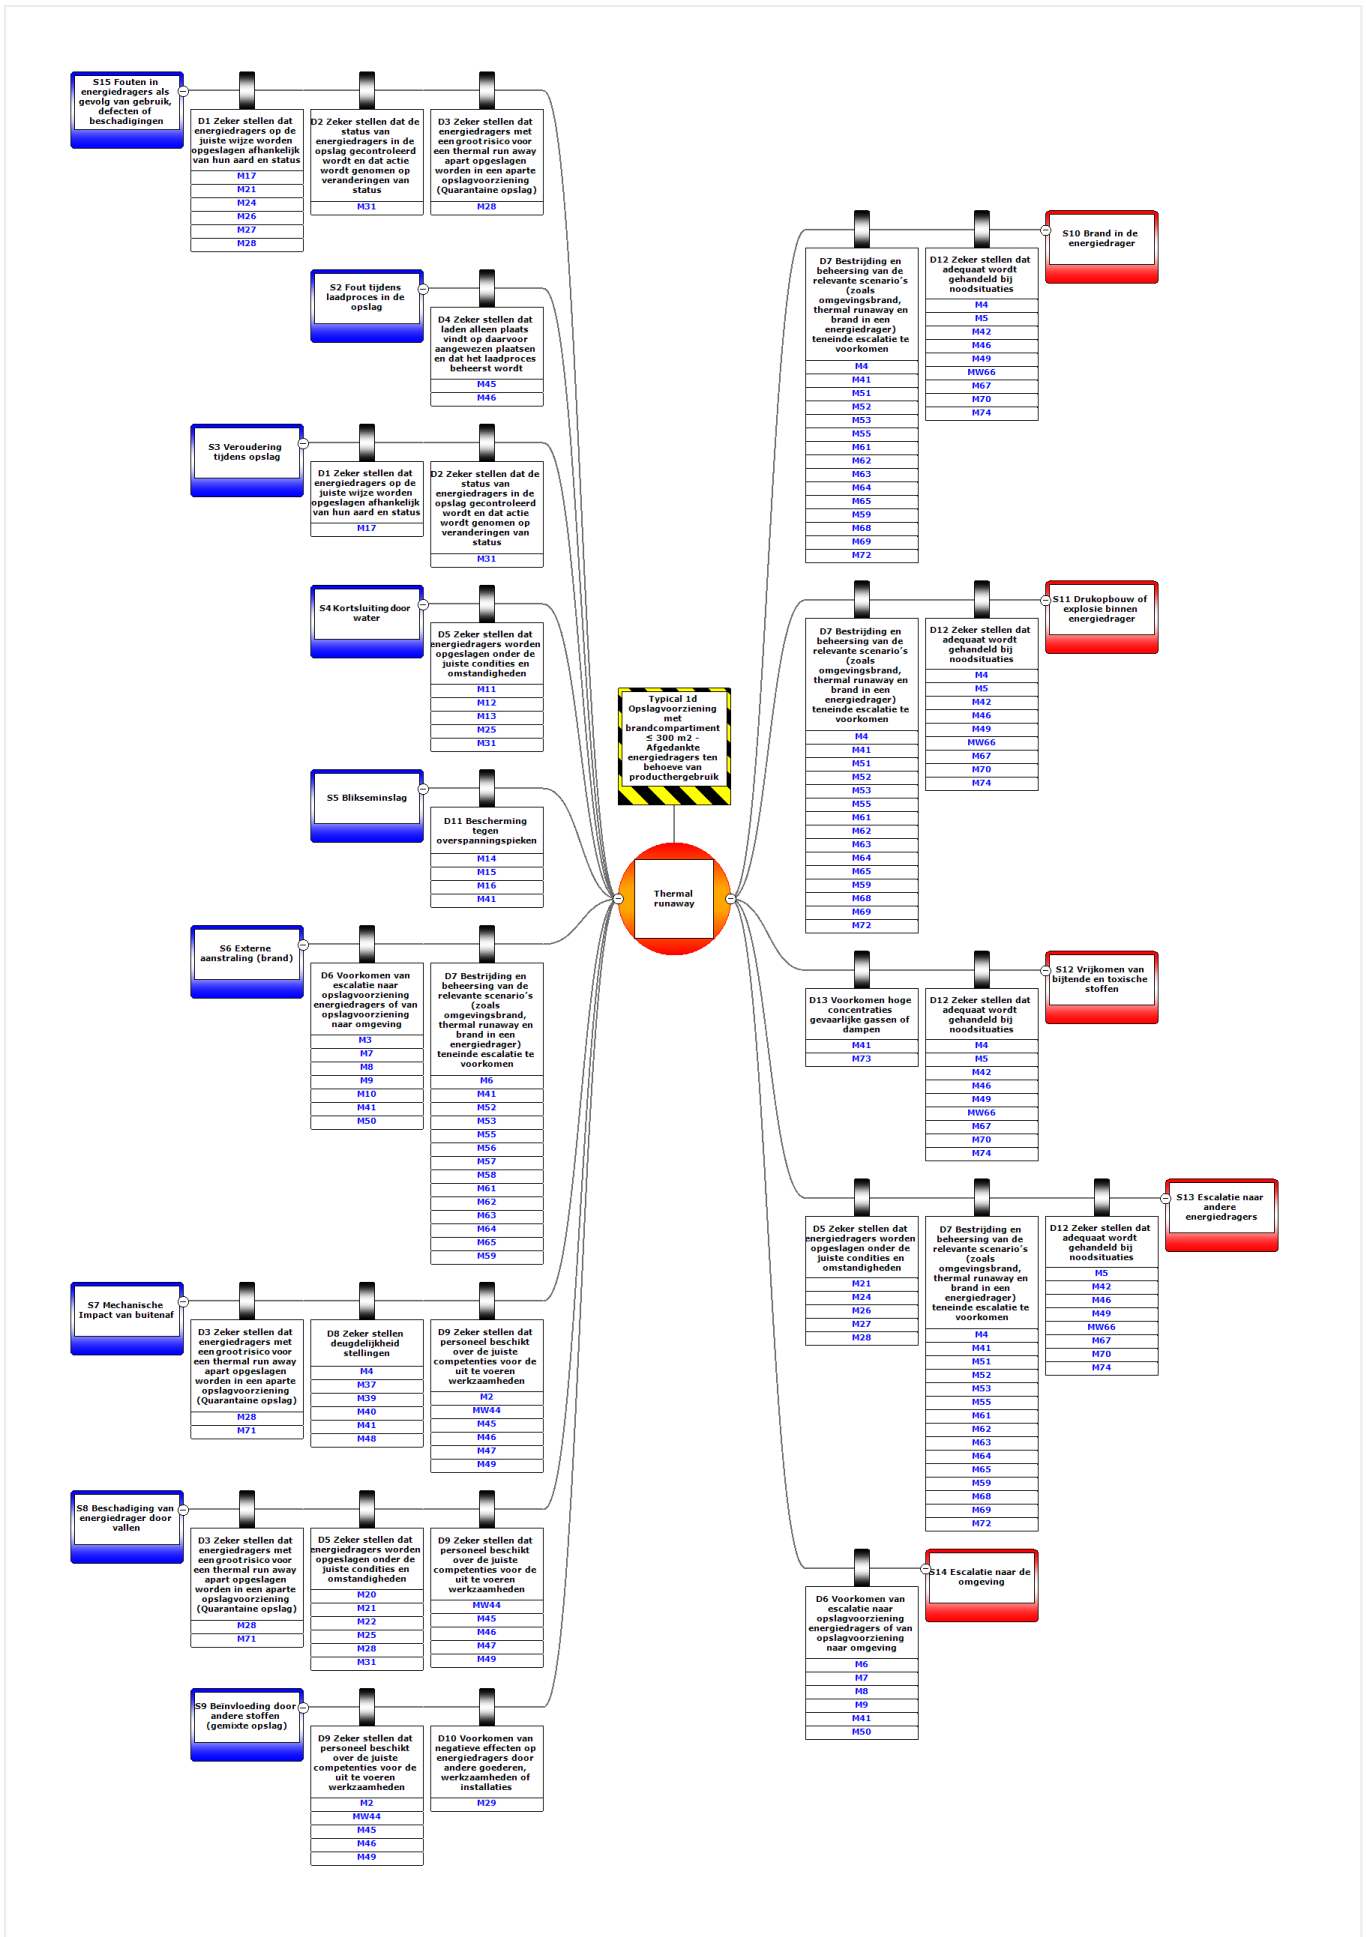 S15 Fouten in
energiedragers als
gevolg van gebruik,
defecten of
beschadigingen
D1 Zeker stellen dat
energiedragers op de
juiste wijze worden
opgeslagen afhankelijk
van hun aard en status
M17
M21
M24
M26
M27
M28
D2 Zeker stellen dat de
status van
energiedragers in de
opslag gecontroleerd
wordt en dat actie
wordt genomen op
veranderingen van
status
M31
D3 Zeker stellen dat
energiedragers met
een groot risico voor
een thermal run away
apart opgeslagen
worden in een aparte
opslagvoorziening
(Quarantaine opslag)
M28
S2 Fout tijdens
laadproces in de
opslag
D4 Zeker stellen dat
laden alleen plaats
vindt op daarvoor
aangewezen plaatsen
en dat het laadproces
beheerst wordt
M45
M46
S3 Veroudering
tijdens opslag
D1 Zeker stellen dat
energiedragers op de
juiste wijze worden
opgeslagen afhankelijk
van hun aard en status
M17
D2 Zeker stellen dat de
status van
energiedragers in de
opslag gecontroleerd
wordt en dat actie
wordt genomen op
veranderingen van
status
M31
S4 Kortsluiting door
water
D5 Zeker stellen dat
energiedragers worden
opgeslagen onder de
juiste condities en
omstandigheden
M11
M12
M13
M25
M31
S5 Blikseminslag
D11 Bescherming
tegen
overspanningspieken
M14
M15
M16
M41
S6 Externe
aanstraling (brand)
D6 Voorkomen van
escalatie naar
opslagvoorziening
energiedragers of van
opslagvoorziening
naar omgeving
M3
M7
M8
M9
M10
M41
M50
D7 Bestrijding en
beheersing van de
relevante scenario's
(zoals
omgevingsbrand,
thermal runaway en
brand in een
energiedrager)
teneinde escalatie te
voorkomen
M6
M41
M52
M53
M55
M56
M57
M58
M61
M62
M63
M64
M65
M59
S7 Mechanische
Impact van buitenaf
D3 Zeker stellen dat
energiedragers met
een groot risico voor
een thermal run away
apart opgeslagen
worden in een aparte
opslagvoorziening
(Quarantaine opslag)
M28
M71
D8 Zeker stellen
deugdelijkheid
stellingen
M4
M37
M39
M40
M41
M48
D9 Zeker stellen dat
personeel beschikt
over de juiste
competenties voor de
uit te voeren
werkzaamheden
M2
MW44
M45
M46
M47
M49
S8 Beschadiging van
energiedrager door
vallen
D3 Zeker stellen dat
energiedragers met
een groot risico voor
een thermal run away
apart opgeslagen
worden in een aparte
opslagvoorziening
(Quarantaine opslag)
M28
M71
D5 Zeker stellen dat
energiedragers worden
opgeslagen onder de
juiste condities en
omstandigheden
M20
M21
M22
M25
M28
M31
D9 Zeker stellen dat
personeel beschikt
over de juiste
competenties voor de
uit te voeren
werkzaamheden
MW44
M45
M46
M47
M49
S9 Beïnvloeding door
andere stoffen
(gemixte opslag)
D9 Zeker stellen dat
personeel beschikt
over de juiste
competenties voor de
uit te voeren
werkzaamheden
M2
MW44
M45
M46
M49
D10 Voorkomen van
negatieve effecten op
energiedragers door
andere goederen,
werkzaamheden of
installaties
M29
Typical 1d
Opslagvoorziening
met
brandcompartiment
≤ 300 m2 -
Afgedankte
energiedragers ten
behoeve van
producthergebruik
Thermal
runaway
D7 Bestrijding en
beheersing van de
relevante scenario's
(zoals
omgevingsbrand,
thermal runaway en
brand in een
energiedrager)
teneinde escalatie te
voorkomen
M4
M41
M51
M52
M53
M55
M61
M62
M63
M64
M65
M59
M68
M69
M72
D12 Zeker stellen dat
adequaat wordt
gehandeld bij
noodsituaties
M4
M5
M42
M46
M49
MW66
M67
M70
M74
S10 Brand in de
energiedrager
D7 Bestrijding en
beheersing van de
relevante scenario's
(zoals
omgevingsbrand,
thermal runaway en
brand in een
energiedrager)
teneinde escalatie te
voorkomen
M4
M41
M51
M52
M53
M55
M61
M62
M63
M64
M65
M59
M68
M69
M72
D12 Zeker stellen dat
adequaat wordt
gehandeld bij
noodsituaties
M4
M5
M42
M46
M49
MW66
M67
M70
M74
S11 Drukopbouw of
explosie binnen
energiedrager
D13 Voorkomen hoge
concentraties
gevaarlijke gassen of
dampen
M41
M73
D12 Zeker stellen dat
adequaat wordt
gehandeld bij
noodsituaties
M4
M5
M42
M46
M49
MW66
M67
M70
M74
S12 Vrijkomen van
bijtende en toxische
stoffen
D5 Zeker stellen dat
energiedragers worden
opgeslagen onder de
juiste condities en
omstandigheden
M21
M24
M26
M27
M28
D7 Bestrijding en
beheersing van de
relevante scenario's
(zoals
omgevingsbrand,
thermal runaway en
brand in een
energiedrager)
teneinde escalatie te
voorkomen
M4
M41
M51
M52
M53
M55
M61
M62
M63
M64
M65
M59
M68
M69
M72
D12 Zeker stellen dat
adequaat wordt
gehandeld bij
noodsituaties
M5
M42
M46
M49
MW66
M67
M70
M74
S13 Escalatie naar
andere
energiedragers
D6 Voorkomen van
escalatie naar
opslagvoorziening
energiedragers of van
opslagvoorziening
naar omgeving
M6
M7
M8
M9
M41
M50
S14 Escalatie naar de
omgeving